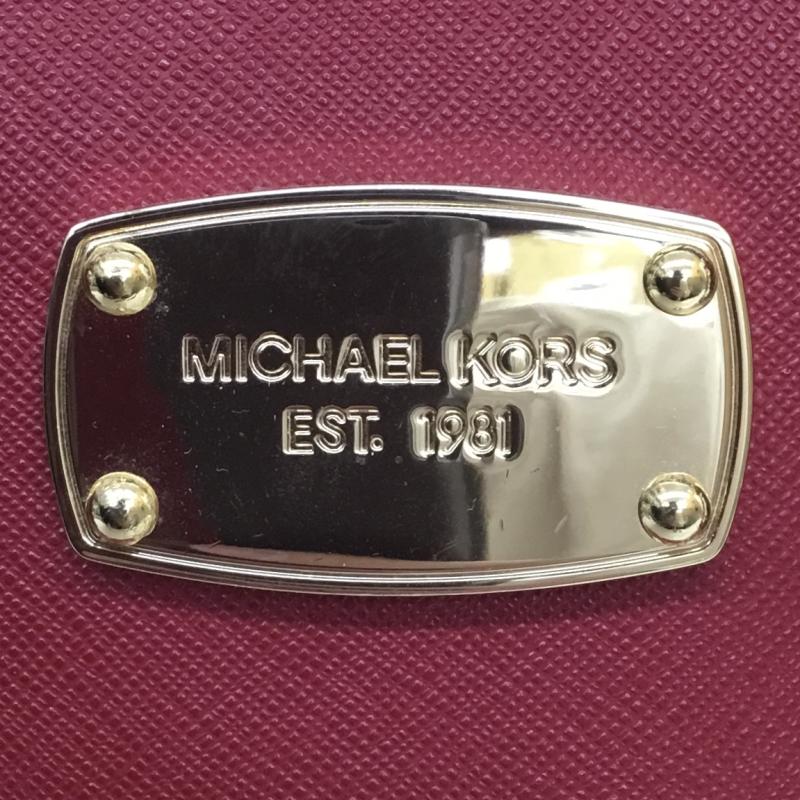 MICHAEL KORS
EST. 1981